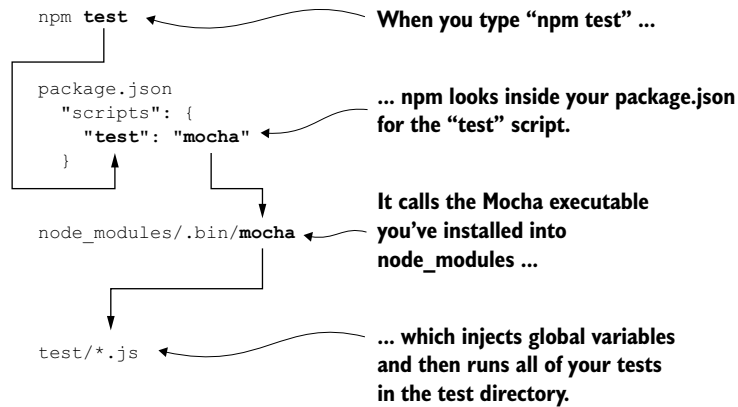 npm test
When you type “npm test” ...
package.json
"scripts": {
"test": "mocha"
}
... npm looks inside your package.json
for the “test” script.
node_modules/.bin/mocha
It calls the Mocha executable
you’ve installed into
node_modules ...
test/*.js
... which injects global variables
and then runs all of your tests
in the test directory.